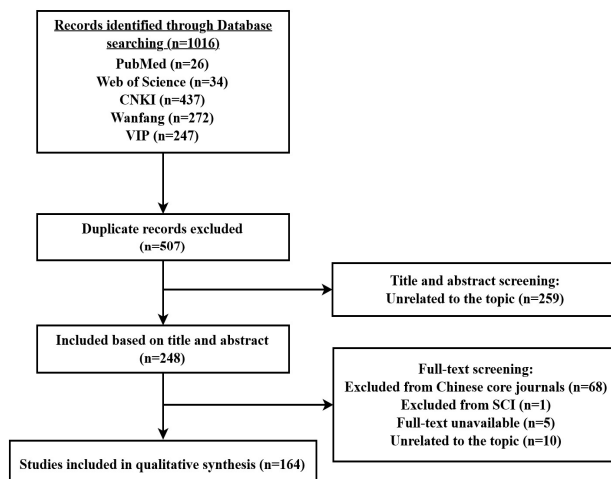 Records identified through Database
searching (n=1016)
PubMed (n=26)
Web of Science (n=34)
CNKI (n=437)
Wanfang (n=272)
VIP (n=247)
Duplicate records excluded
(n=507)
Title and abstract screening:
Unrelated to the topic (n=259)
Included based on title and abstract
(n=248)
Full-text screening:
Excluded from Chinese core journals (n=68)
Excluded from SCI (n=1)
Full-text unavailable (n=5)
Unrelated to the topic (n=10)
Studies included in qualitative synthesis (n=164)